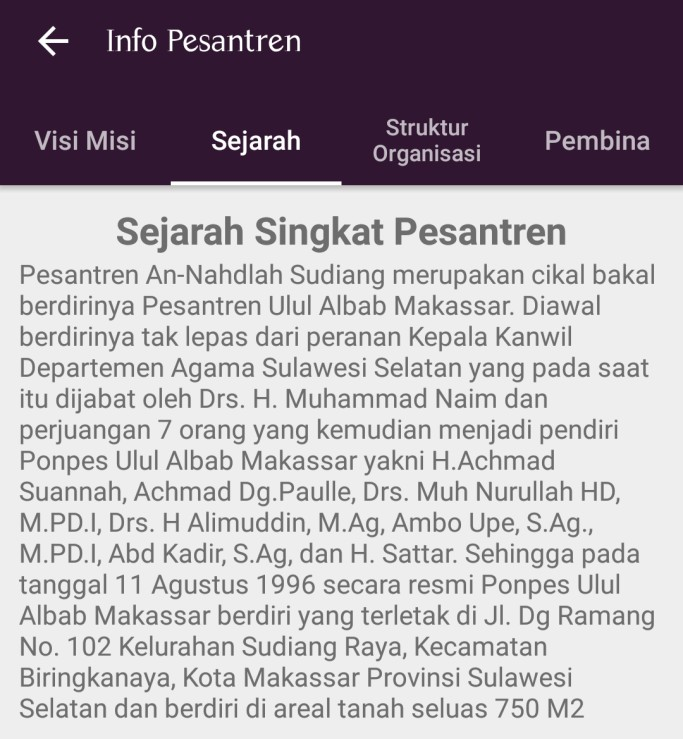 Info Pesantren
Visi Misi
Sejarah
Struktur
Organisasi
Pembina
Sejarah Singkat Pesantren
Pesantren An-Nahdlah Sudiang merupakan cikal bakal
berdirinya Pesantren Ulul Albab Makassar. Diawal
berdirinya tak lepas dari peranan Kepala Kanwil
Departemen Agama Sulawesi Selatan yang pada saat
itu dijabat oleh Drs. H. Muhammad Naim dan
perjuangan 7 orang yang kemudian menjadi pendiri
Ponpes Ulul Albab Makassar yakni H.Achmad
Suannah, Achmad Dg.Paulle, Drs. Muh Nurullah HD,
M.PD.I, Drs. H Alimuddin, M.Ag, Ambo Upe, S.Ag.,
M.PD.I, Abd Kadir, S.Ag, dan H. Sattar. Sehingga pada
tanggal 11 Agustus 1996 secara resmi Ponpes Ulul
Albab Makassar berdiri yang terletak di Jl. Dg Ramang
No. 102 Kelurahan Sudiang Raya, Kecamatan
Biringkanaya, Kota Makassar Provinsi Sulawesi
Selatan dan berdiri di areal tanah seluas 750 M2